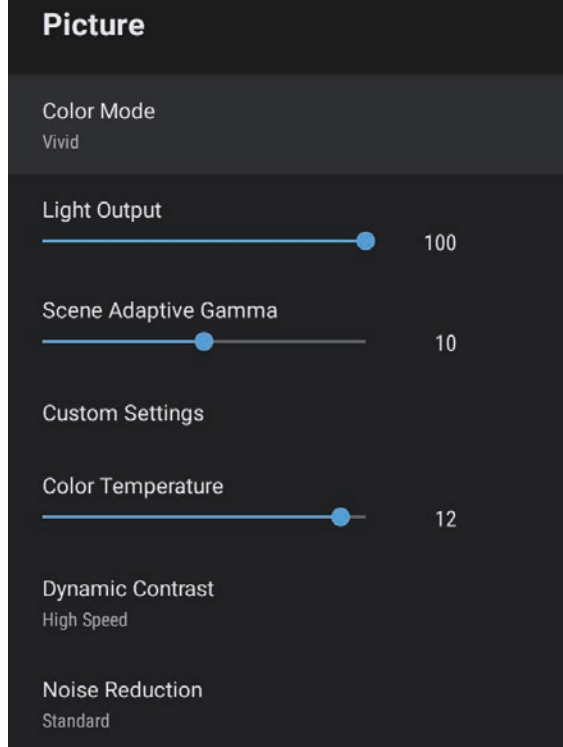 Picture
Color Mode
Vivid
Light Output
100
Scene Adaptive Gamma
10
Custom Settings
Color Temperature
12
Dynamic Contrast
High Speed
Noise Reduction
Standard